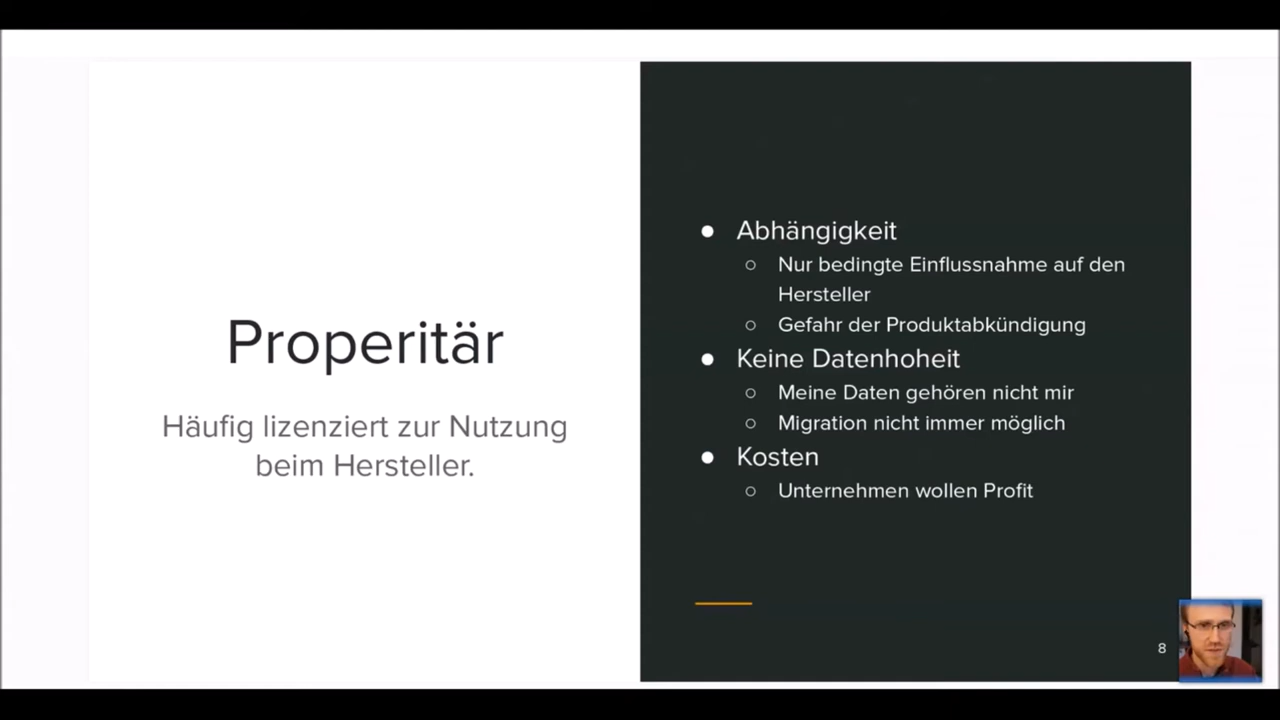 Properitär
Häufig lizenziert zur Nutzung
beim Hersteller.
● Abhängigkeit
○ Nur bedingte Einflussnahme auf den
Hersteller
○ Gefahr der Produktabkündigung
● Keine Datenhoheit
○ Meine Daten gehören nicht mir
○ Migration nicht immer möglich
● Kosten
○ Unternehmen wollen Profit
8